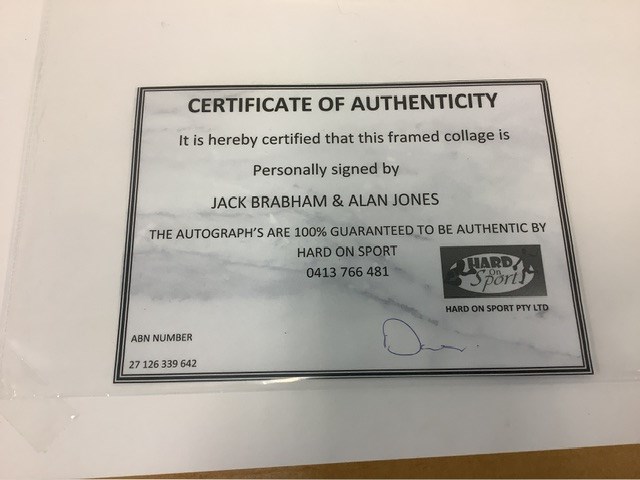 CERTIFICATE OF AUTHENTICITY
It is hereby certified that this framed collage is
Personally signed by
JACK BRABHAM & ALAN JONES
THE AUTOGRAPH'S ARE 100% GUARANTEED TO BE AUTHENTIC BY
HARD ON SPORT
0413 766 481
HARD
on
Sport
HARD ON SPORT PTY LTD
ABN NUMBER
27 126 339 642